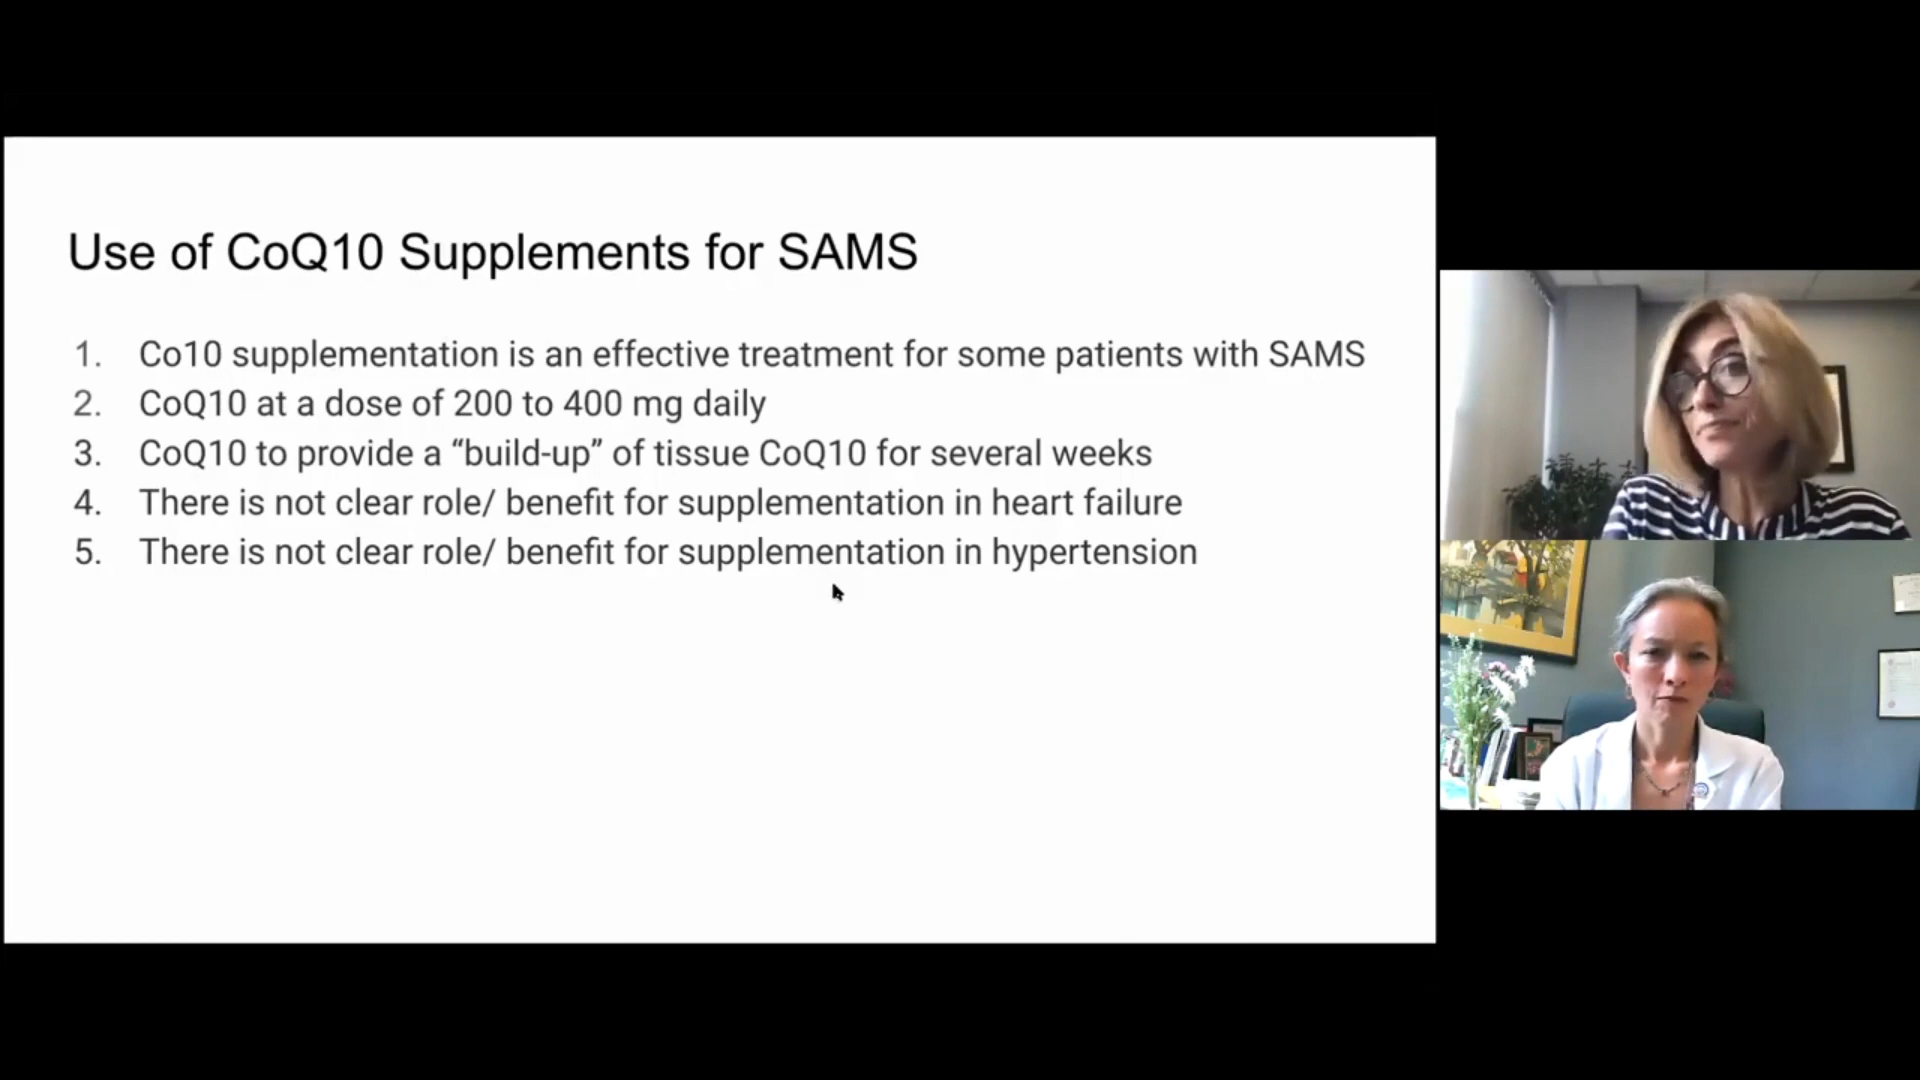 Use of CoQ10 Supplements for SAMS
1. Co10 supplementation is an effective treatment for some patients with SAMS
2. CoQ10 at a dose of 200 to 400 mg daily
3. CoQ10 to provide a “build-up” of tissue CoQ10 for several weeks
4. There is not clear role/ benefit for supplementation in heart failure
5. There is not clear role/ benefit for supplementation in hypertension